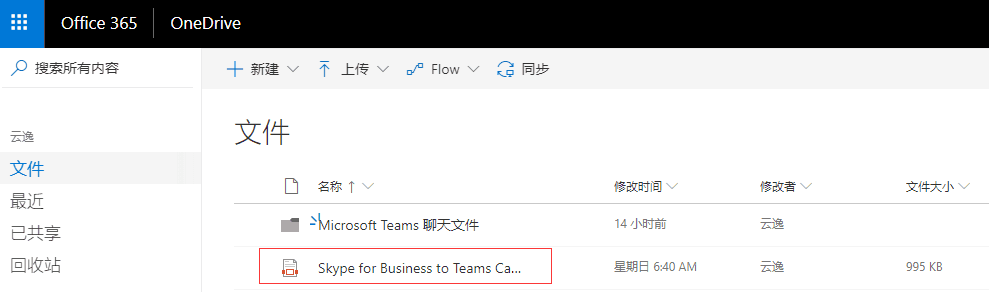 Office 365 OneDrive
搜索所有内容
新建 上传 Flow 同步
云逸
文件
最近
已共享
回收站
文件
名称 ↑ 修改时间 修改者 文件大小
Microsoft Teams 聊天文件 14 小时前 云逸
Skype for Business to Teams Ca... 星期日 6:40 AM 云逸 995 KB